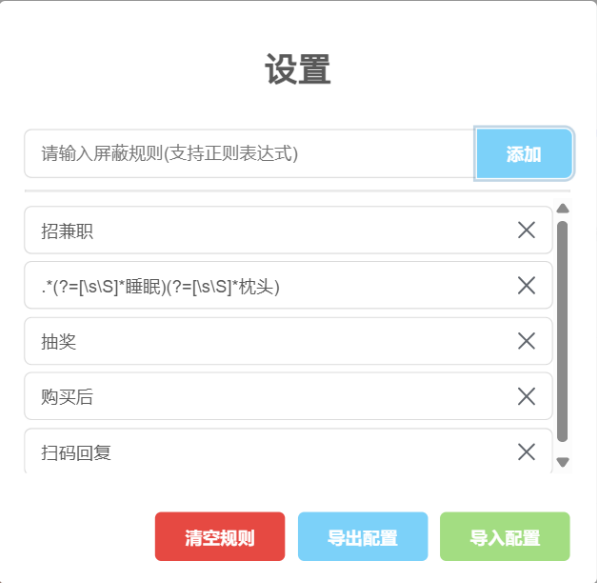 设置
请输入屏蔽规则(支持正则表达式)
添加
招兼职
.*(?=[\s\S]*睡眠)(?=[\s\S]*枕头)
抽奖
购买后
扫码回复
清空规则
导出配置
导入配置